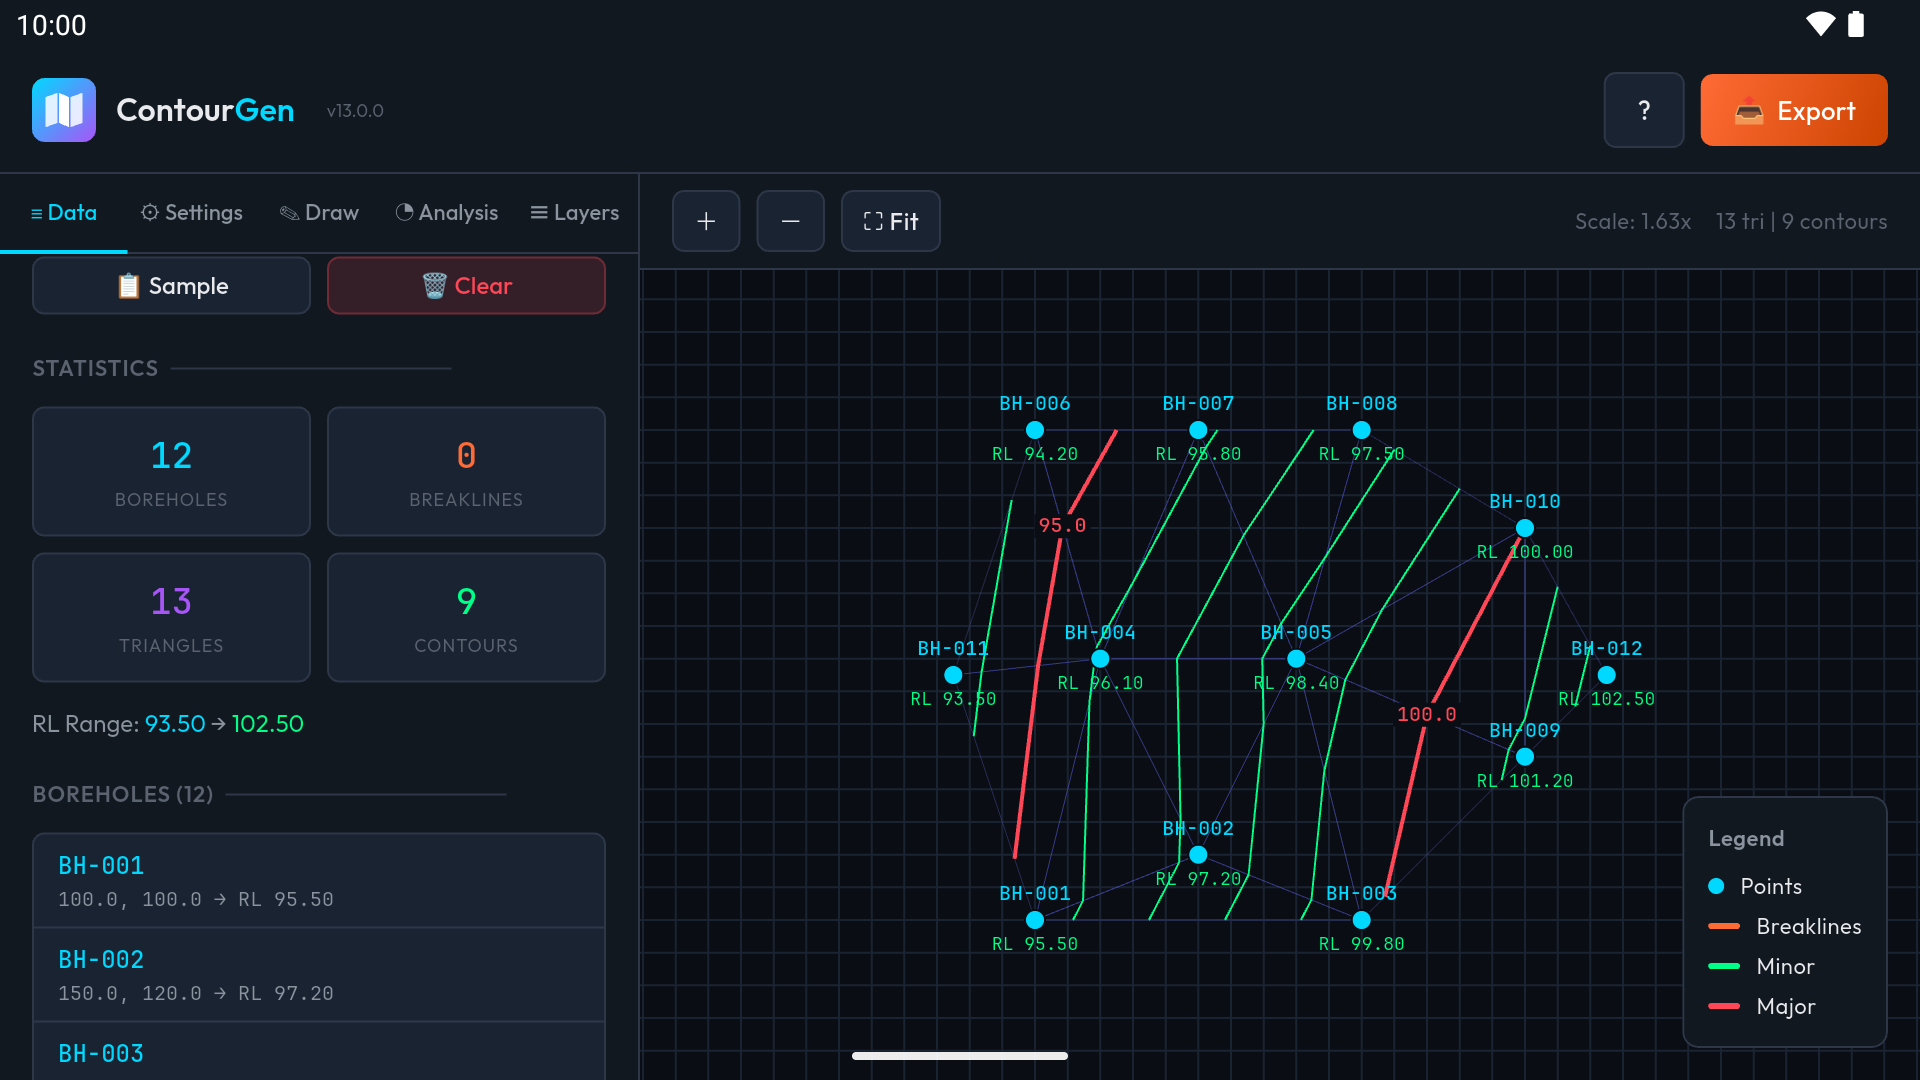 10:00
ContourGen v13.0.0
? Export
Data Settings Draw Analysis Layers
+ − Fit Scale: 1.63x 13 tri | 9 contours
Sample Clear
STATISTICS
12 0
BOREHOLES BREAKLINES
13 9
TRIANGLES CONTOURS
RL Range: 93.50 → 102.50
BOREHOLES (12)
BH-001
100.0, 100.0 → RL 95.50
BH-002
150.0, 120.0 → RL 97.20
BH-003
BH-006 BH-007 BH-008
RL 94.20 RL 95.80 RL 97.50
BH-010
95.0
RL 100.00
BH-004 BH-005
BH-011 BH-012
RL 96.10 RL 98.40
RL 93.50 RL 102.50
100.0
BH-009
RL 101.20
BH-002
RL 97.20
BH-001 BH-003
RL 95.50 RL 99.80
Legend
Points
Breaklines
Minor
Major